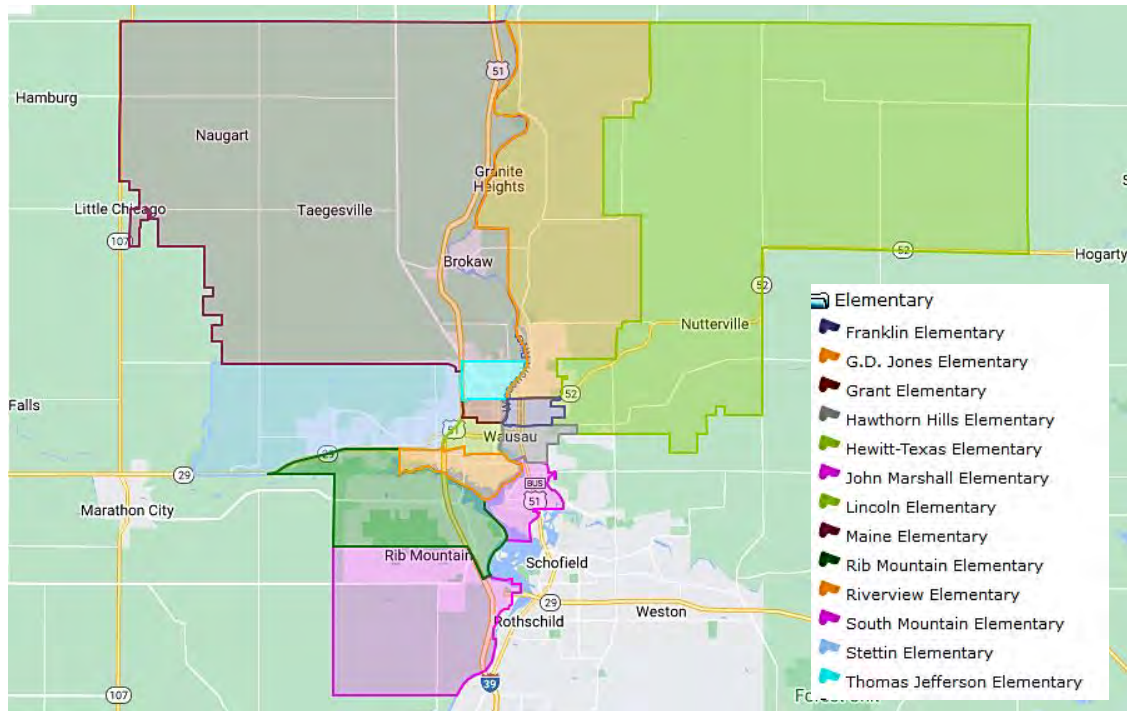 51
Hamburg
Naugart
Granite
Heights
Little Chicago
Taegesville
107
Brokaw
52
52
Hogarty
Nutterville
Elementary
Franklin Elementary
G.D. Jones Elementary
Grant Elementary
Hawthorn Hills Elementary
Hewitt-Texas Elementary
John Marshall Elementary
Lincoln Elementary
Maine Elementary
Rib Mountain Elementary
Riverview Elementary
South Mountain Elementary
Stettin Elementary
Thomas Jefferson Elementary
Falls
52
51
Wausau
29
29
BUS
51
Marathon City
Rib Mountain
Schofield
29
Weston
Rothschild
39
107